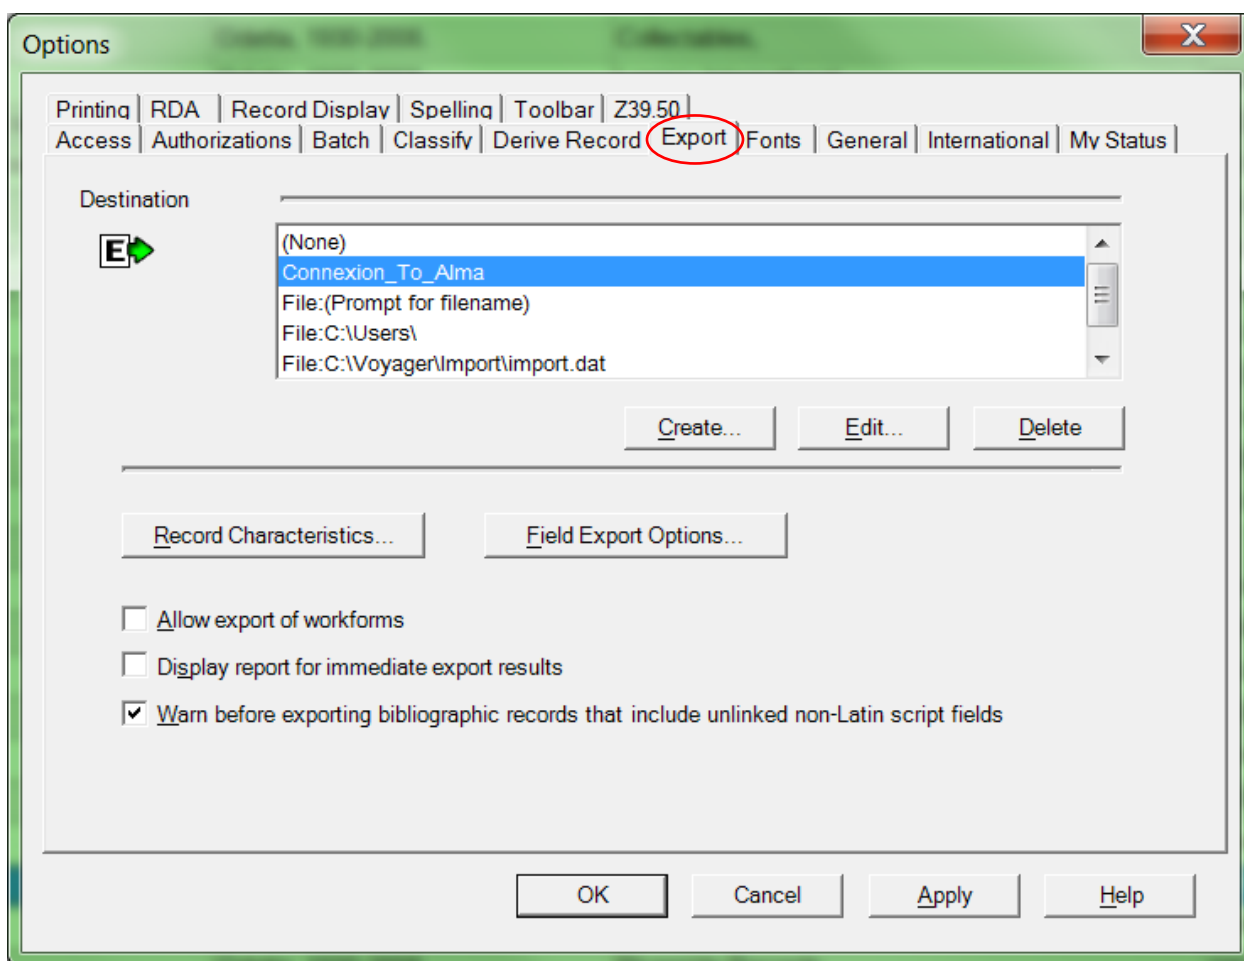 Options
Printing RDA Record Display Spelling Toolbar Z39.50
Access Authorizations Batch Classify Derive Record Export Fonts General International My Status
Destination
E
(None)
Connexion_To_Alma
File:(Prompt for filename)
File:C:\Users\
File:C:\Voyager\Import\import.dat
Create... Edit... Delete
Record Characteristics... Field Export Options...
Allow export of workforms
Display report for immediate export results
Warn before exporting bibliographic records that include unlinked non-Latin script fields
OK Cancel Apply Help